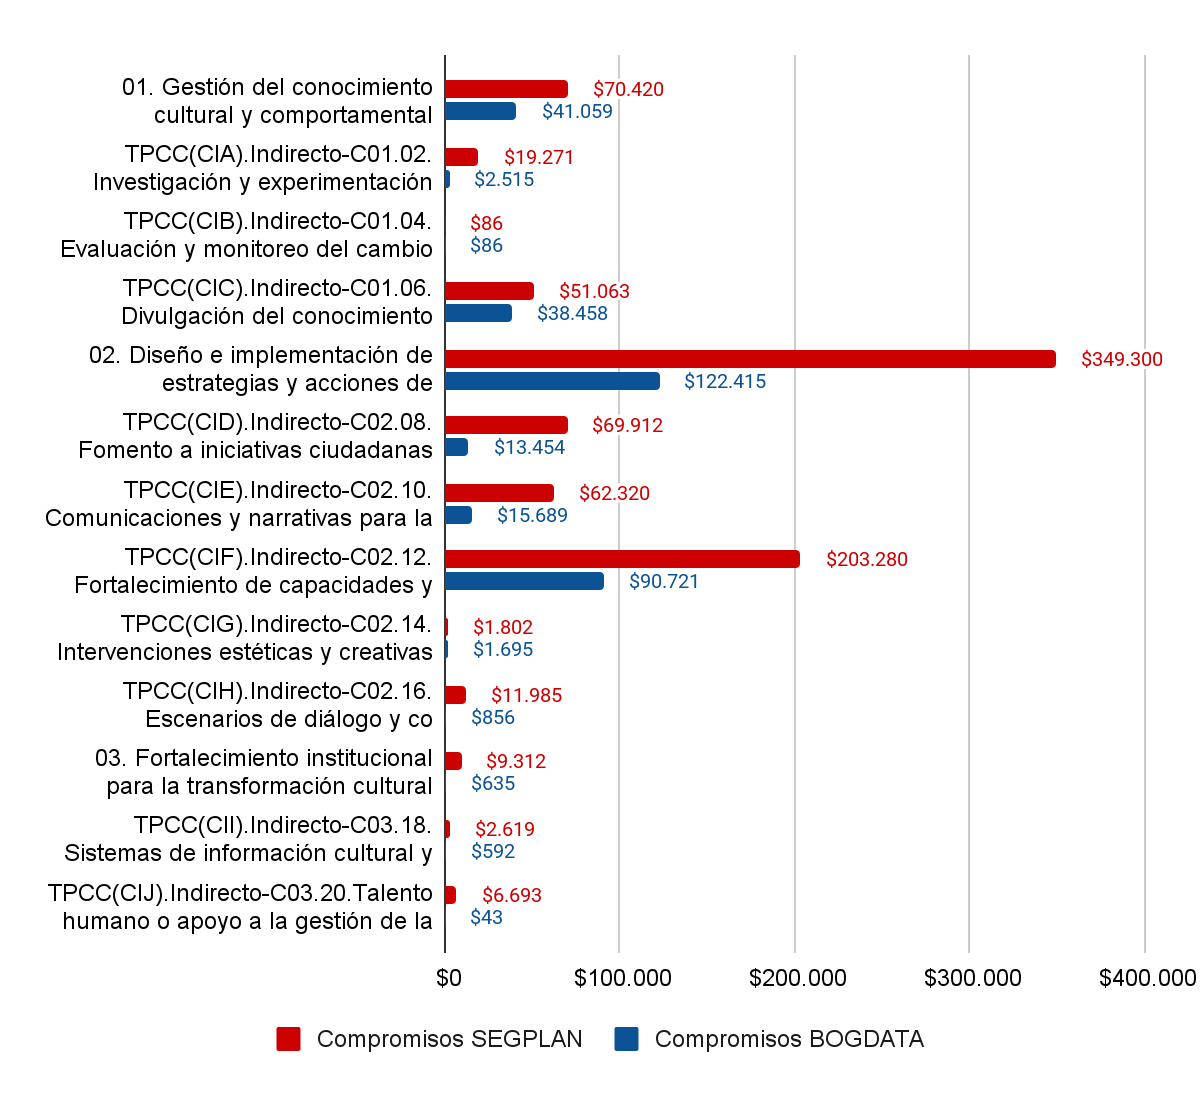 01. Gestión del conocimiento
cultural y comportamental
$70.420
$41.059
TPCC(CIA).Indirecto-C01.02.
Investigación y experimentación
$19.271
$2.515
TPCC(CIB).Indirecto-C01.04.
Evaluación y monitoreo del cambio
$86
$86
TPCC(CIC).Indirecto-C01.06.
Divulgación del conocimiento
$51.063
$38.458
02. Diseño e implementación de
estrategias y acciones de
$349.300
$122.415
TPCC(CID).Indirecto-C02.08.
Fomento a iniciativas ciudadanas
$69.912
$13.454
TPCC(CIE).Indirecto-C02.10.
Comunicaciones y narrativas para la
$62.320
$15.689
TPCC(CIF).Indirecto-C02.12.
Fortalecimiento de capacidades y
$203.280
$90.721
TPCC(CIG).Indirecto-C02.14.
Intervenciones estéticas y creativas
$1.802
$1.695
TPCC(CIH).Indirecto-C02.16.
Escenarios de diálogo y co
$11.985
$856
03. Fortalecimiento institucional
para la transformación cultural
$9.312
$635
TPCC(CII).Indirecto-C03.18.
Sistemas de información cultural y
$2.619
$592
TPCC(CIJ).Indirecto-C03.20.Talento
humano o apoyo a la gestión de la
$6.693
$43
$0 $100.000 $200.000 $300.000 $400.000
Compromisos SEGPLAN Compromisos BOGDATA